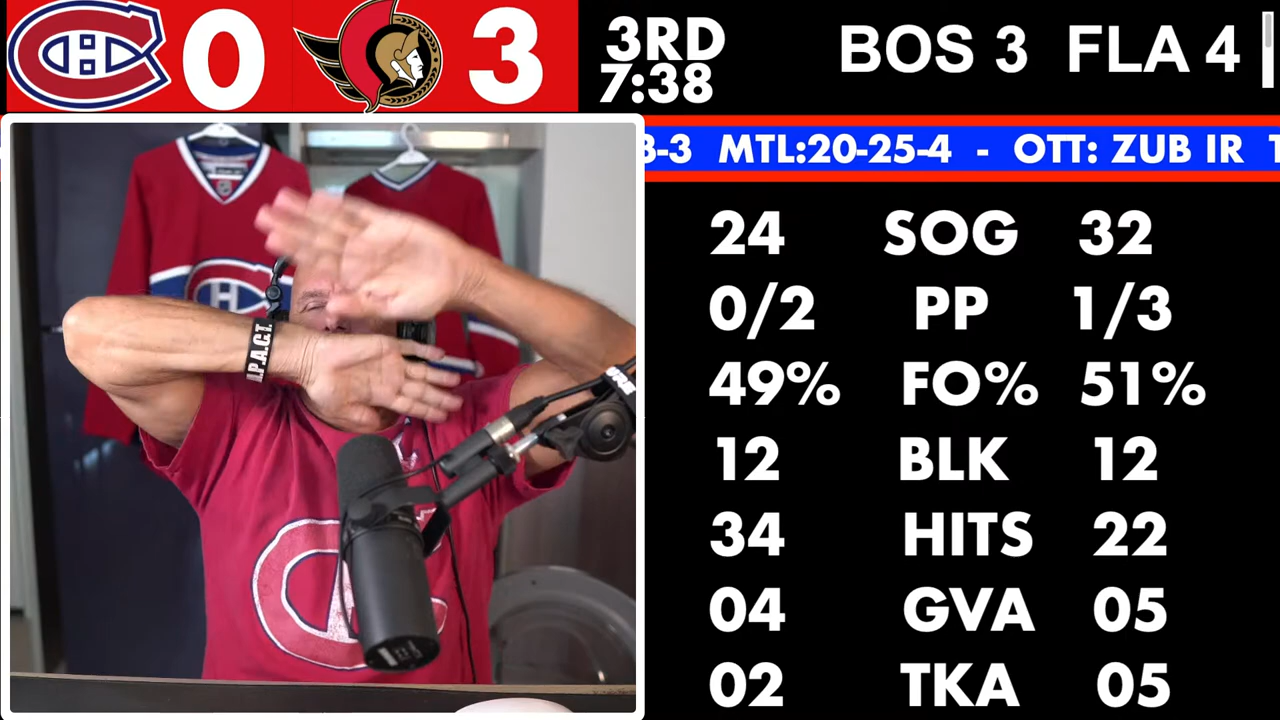 0 3 3RD BOS 3 FLA 4
7:38
3-3 MTL:20-25-4 - OTT: ZUB IR
24 SOG 32
0/2 PP 1/3
49% FO% 51%
12 BLK 12
34 HITS 22
04 GVA 05
02 TKA 05
.P.A.C.T.